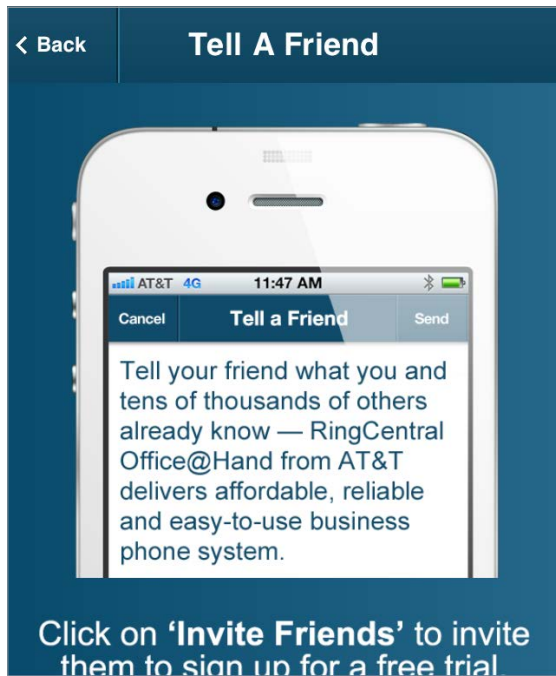 Back
Tell A Friend
AT&T 4G 11:47 AM
Cancel Tell a Friend Send
Tell your friend what you and
tens of thousands of others
already know — RingCentral
Office@Hand from AT&T
delivers affordable, reliable
and easy-to-use business
phone system.
Click on ‘Invite Friends’ to invite
them to sign up for a free trial.